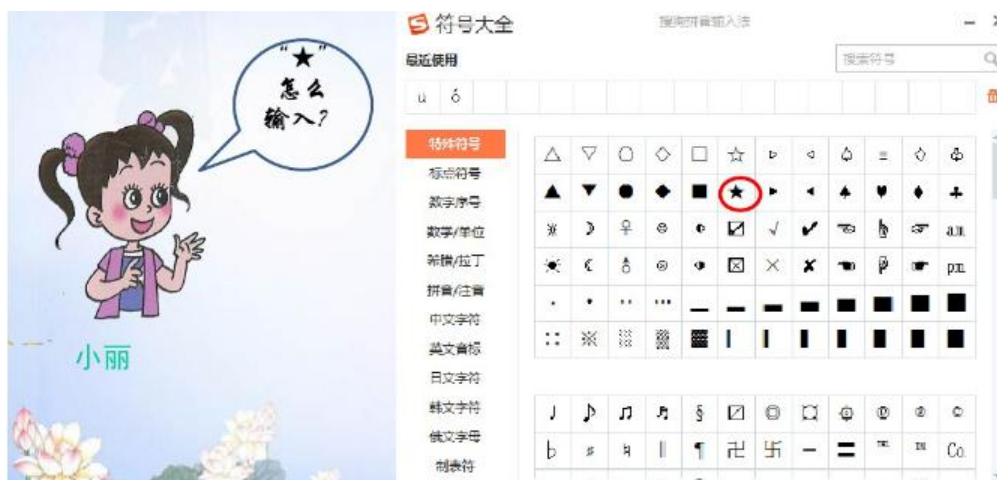 “★”
怎么
输入?
小丽
符号大全
搜狗拼音输入法
最近使用
搜索符号
ú ó
特殊符号
标点符号
数字序号
数学/单位
希腊/拉丁
拼音/注音
中文字符
英文音标
日文字符
韩文字符
俄文字母
制表符
△ ▽ ○ ◇ □ ☆
▲ ▼ ● ◆ ■ ★
a.m.
p.m.
♩ ♪ ♫ ♬ §
♭ ♯ ♮ ‖ ¶ 卍 卐 Co.